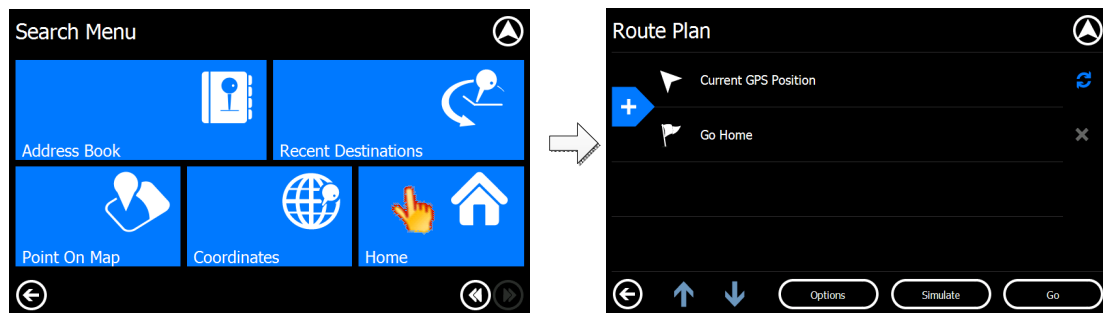 Search Menu
Address Book
Recent Destinations
Point On Map
Coordinates
Home
Route Plan
Current GPS Position
+
Go Home
Options
Simulate
Go